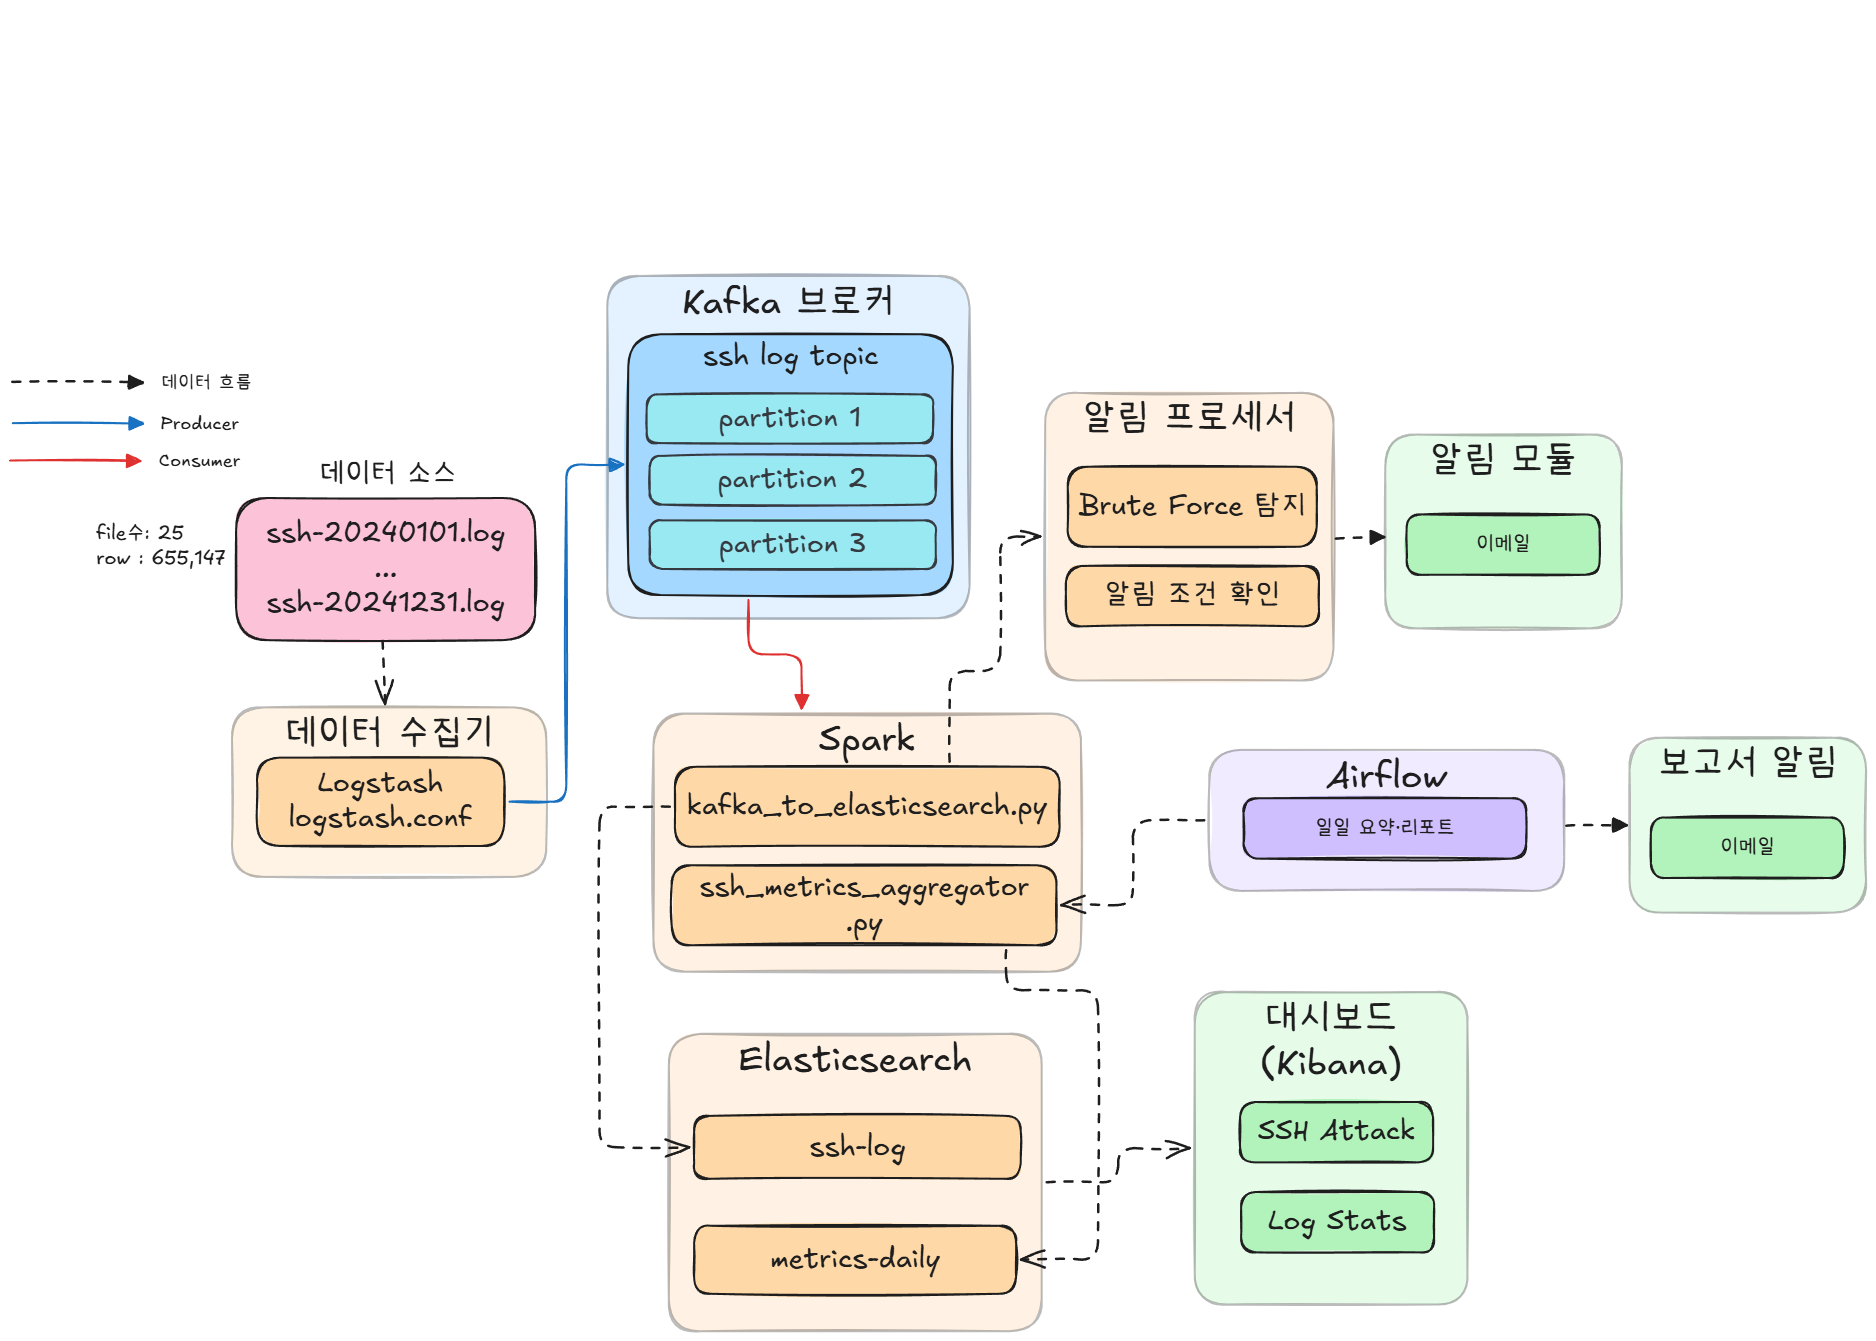 데이터 흐름
Producer
Consumer
데이터 소스
file수: 25
row : 655,147
ssh-20240101.log
...
ssh-20241231.log
데이터 수집기
Logstash
logstash.conf
Kafka 브로커
ssh log topic
partition 1
partition 2
partition 3
Spark
kafka_to_elasticsearch.py
ssh_metrics_aggregator
.py
알림 프로세서
Brute Force 탐지
알림 조건 확인
알림 모듈
이메일
Airflow
일일 요약·리포트
보고서 알림
이메일
Elasticsearch
ssh-log
metrics-daily
대시보드
(Kibana)
SSH Attack
Log Stats